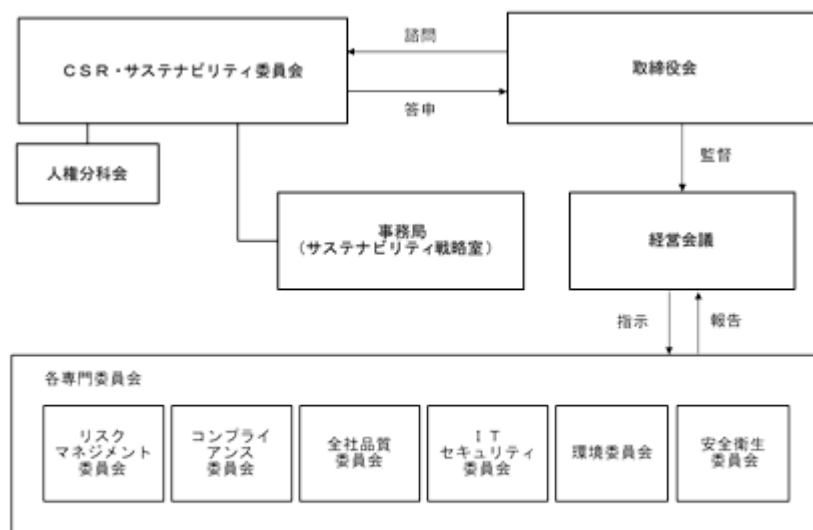 諮問
CSR・サステナビリティ委員会
取締役会
答申
人権分科会
監督
事務局
(サステナビリティ戦略室)
経営会議
指示
報告
各専門委員会
リスク
マネジメント
委員会
コンプライ
アンス
委員会
全社品質
委員会
IT
セキュリティ
委員会
環境委員会
安全衛生
委員会